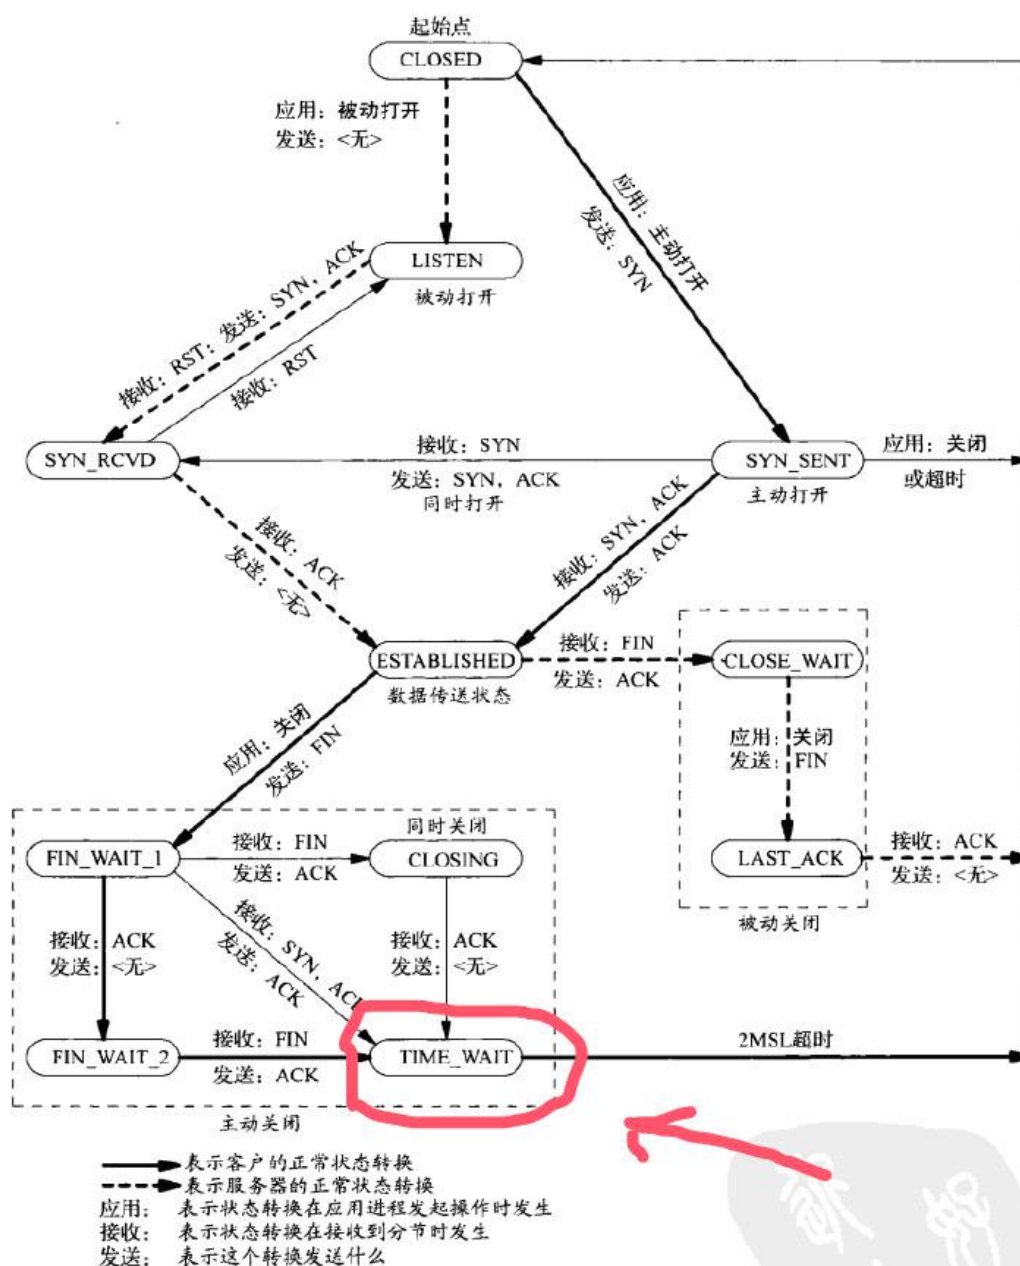 起始点
CLOSED
应用：被动打开
发送：<无>
应用：主动打开
发送：SYN
LISTEN
被动打开
接收：RST；发送：SYN，ACK
接收：RST
SYN_RCVD
接收：SYN
发送：SYN，ACK
同时打开
SYN_SENT
主动打开
应用：关闭
或超时
接收：ACK
发送：<无>
接收：SYN，ACK
发送：ACK
ESTABLISHED
数据传送状态
接收：FIN
发送：ACK
CLOSE_WAIT
应用：关闭
发送：FIN
应用：关闭
发送：FIN
LAST_ACK
接收：ACK
发送：<无>
被动关闭
同时关闭
FIN_WAIT_1
接收：FIN
发送：ACK
CLOSING
接收：ACK
发送：<无>
接收：SYN，ACK
发送：ACK
接收：ACK
发送：<无>
FIN_WAIT_2
接收：FIN
发送：ACK
TIME_WAIT
2MSL超时
主动关闭
表示客户的正常状态转换
表示服务器的正常状态转换
应用： 表示状态转换在应用进程发起操作时发生
接收： 表示状态转换在接收到分节时发生
发送： 表示这个转换发送什么